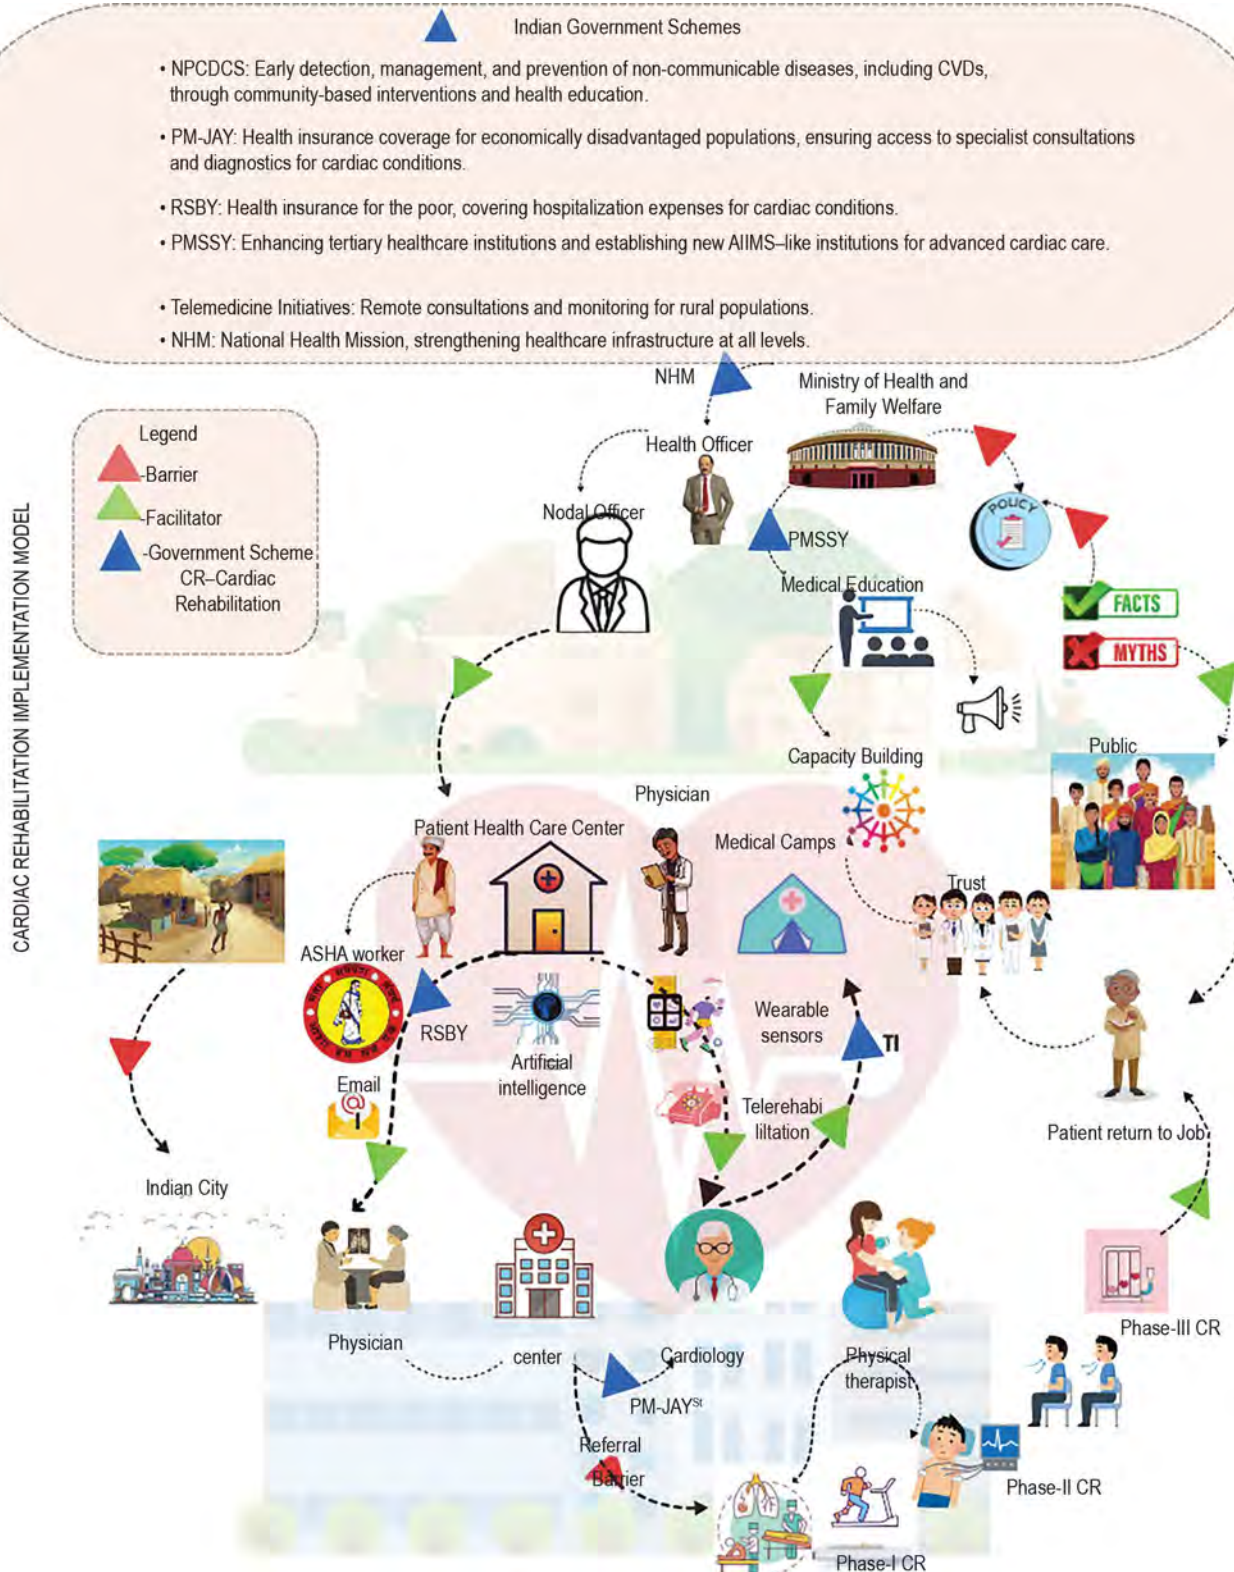 Indian Government Schemes
• NPCDCS: Early detection, management, and prevention of non-communicable diseases, including CVDs,
through community-based interventions and health education.
• PM-JAY: Health insurance coverage for economically disadvantaged populations, ensuring access to specialist consultations
and diagnostics for cardiac conditions.
• RSBY: Health insurance for the poor, covering hospitalization expenses for cardiac conditions.
• PMSSY: Enhancing tertiary healthcare institutions and establishing new AIIMS–like institutions for advanced cardiac care.
• Telemedicine Initiatives: Remote consultations and monitoring for rural populations.
• NHM: National Health Mission, strengthening healthcare infrastructure at all levels.
CARDIAC REHABILITATION IMPLEMENTATION MODEL
Legend
-Barrier
-Facilitator
-Government Scheme
CR–Cardiac
Rehabilitation
NHM
Ministry of Health and
Family Welfare
Health Officer
Nodal Officer
POLICY
PMSSY
Medical Education
FACTS
MYTHS
Capacity Building
Public
Physician
Patient Health Care Center
Medical Camps
Trust
ASHA worker
RSBY
Artificial
intelligence
Wearable
sensors
TI
Email
Telerehabi
liltation
Patient return to Job
Indian City
Physician
center
Cardiology
Physical
therapist
Phase-III CR
PM-JAYSt
Referral
Barrier
Phase-II CR
Phase-I CR